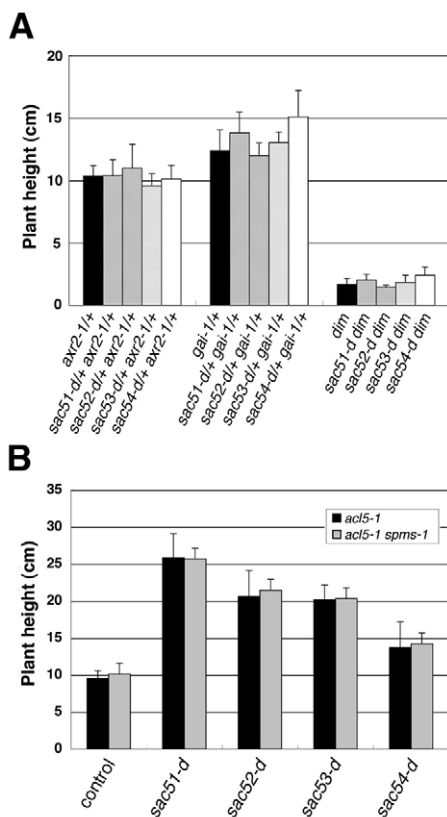 A
Plant height (cm)
20
15
10
5
0
axr2-1/+
sac51-d/+ axr2-1/+
sac52-d/+ axr2-1/+
sac53-d/+ axr2-1/+
sac54-d/+ axr2-1/+
gai-1/+
sac51-d/+ gai-1/+
sac52-d/+ gai-1/+
sac53-d/+ gai-1/+
sac54-d/+ gai-1/+
dim
sac51-d dim
sac52-d dim
sac53-d dim
sac54-d dim
B
Plant height (cm)
35
30
25
20
15
10
5
0
acl5-1
acl5-1 spms-1
control
sac51-d
sac52-d
sac53-d
sac54-d